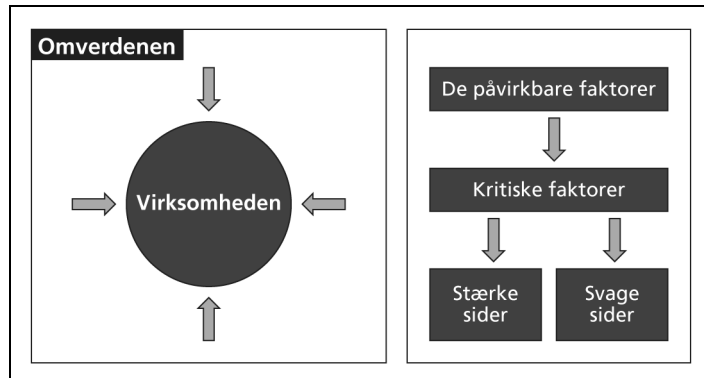 Omverdenen
Virksomheden
De påvirkbare faktorer
Kritiske faktorer
Stærke
sider
Svage
sider